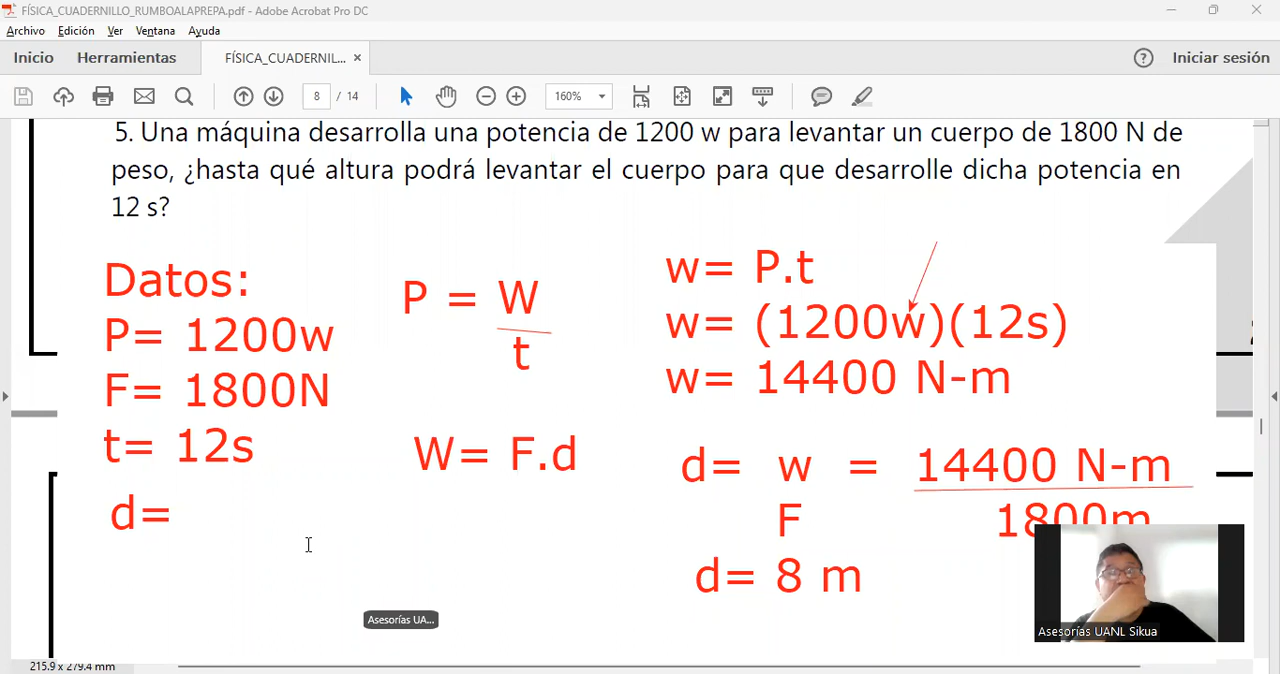 FÍSICA_CUADERNILLO_RUMBOALAPREPA.pdf - Adobe Acrobat Pro DC
Archivo Edición Ver Ventana Ayuda
Inicio Herramientas FÍSICA_CUADERNIL... × Iniciar sesión
8 / 14 160%
5. Una máquina desarrolla una potencia de 1200 w para levantar un cuerpo de 1800 N de
peso, ¿hasta qué altura podrá levantar el cuerpo para que desarrolle dicha potencia en
12 s?
Datos:
P= 1200w
F= 1800N
t= 12s
d=
P = W
t
W= F.d
w= P.t
w= (1200w)(12s)
w= 14400 N-m
d= w = 14400 N-m
F 1800m
d= 8 m
Asesorías UA...
Asesorías UANL Sikua
215.9 x 279.4 mm